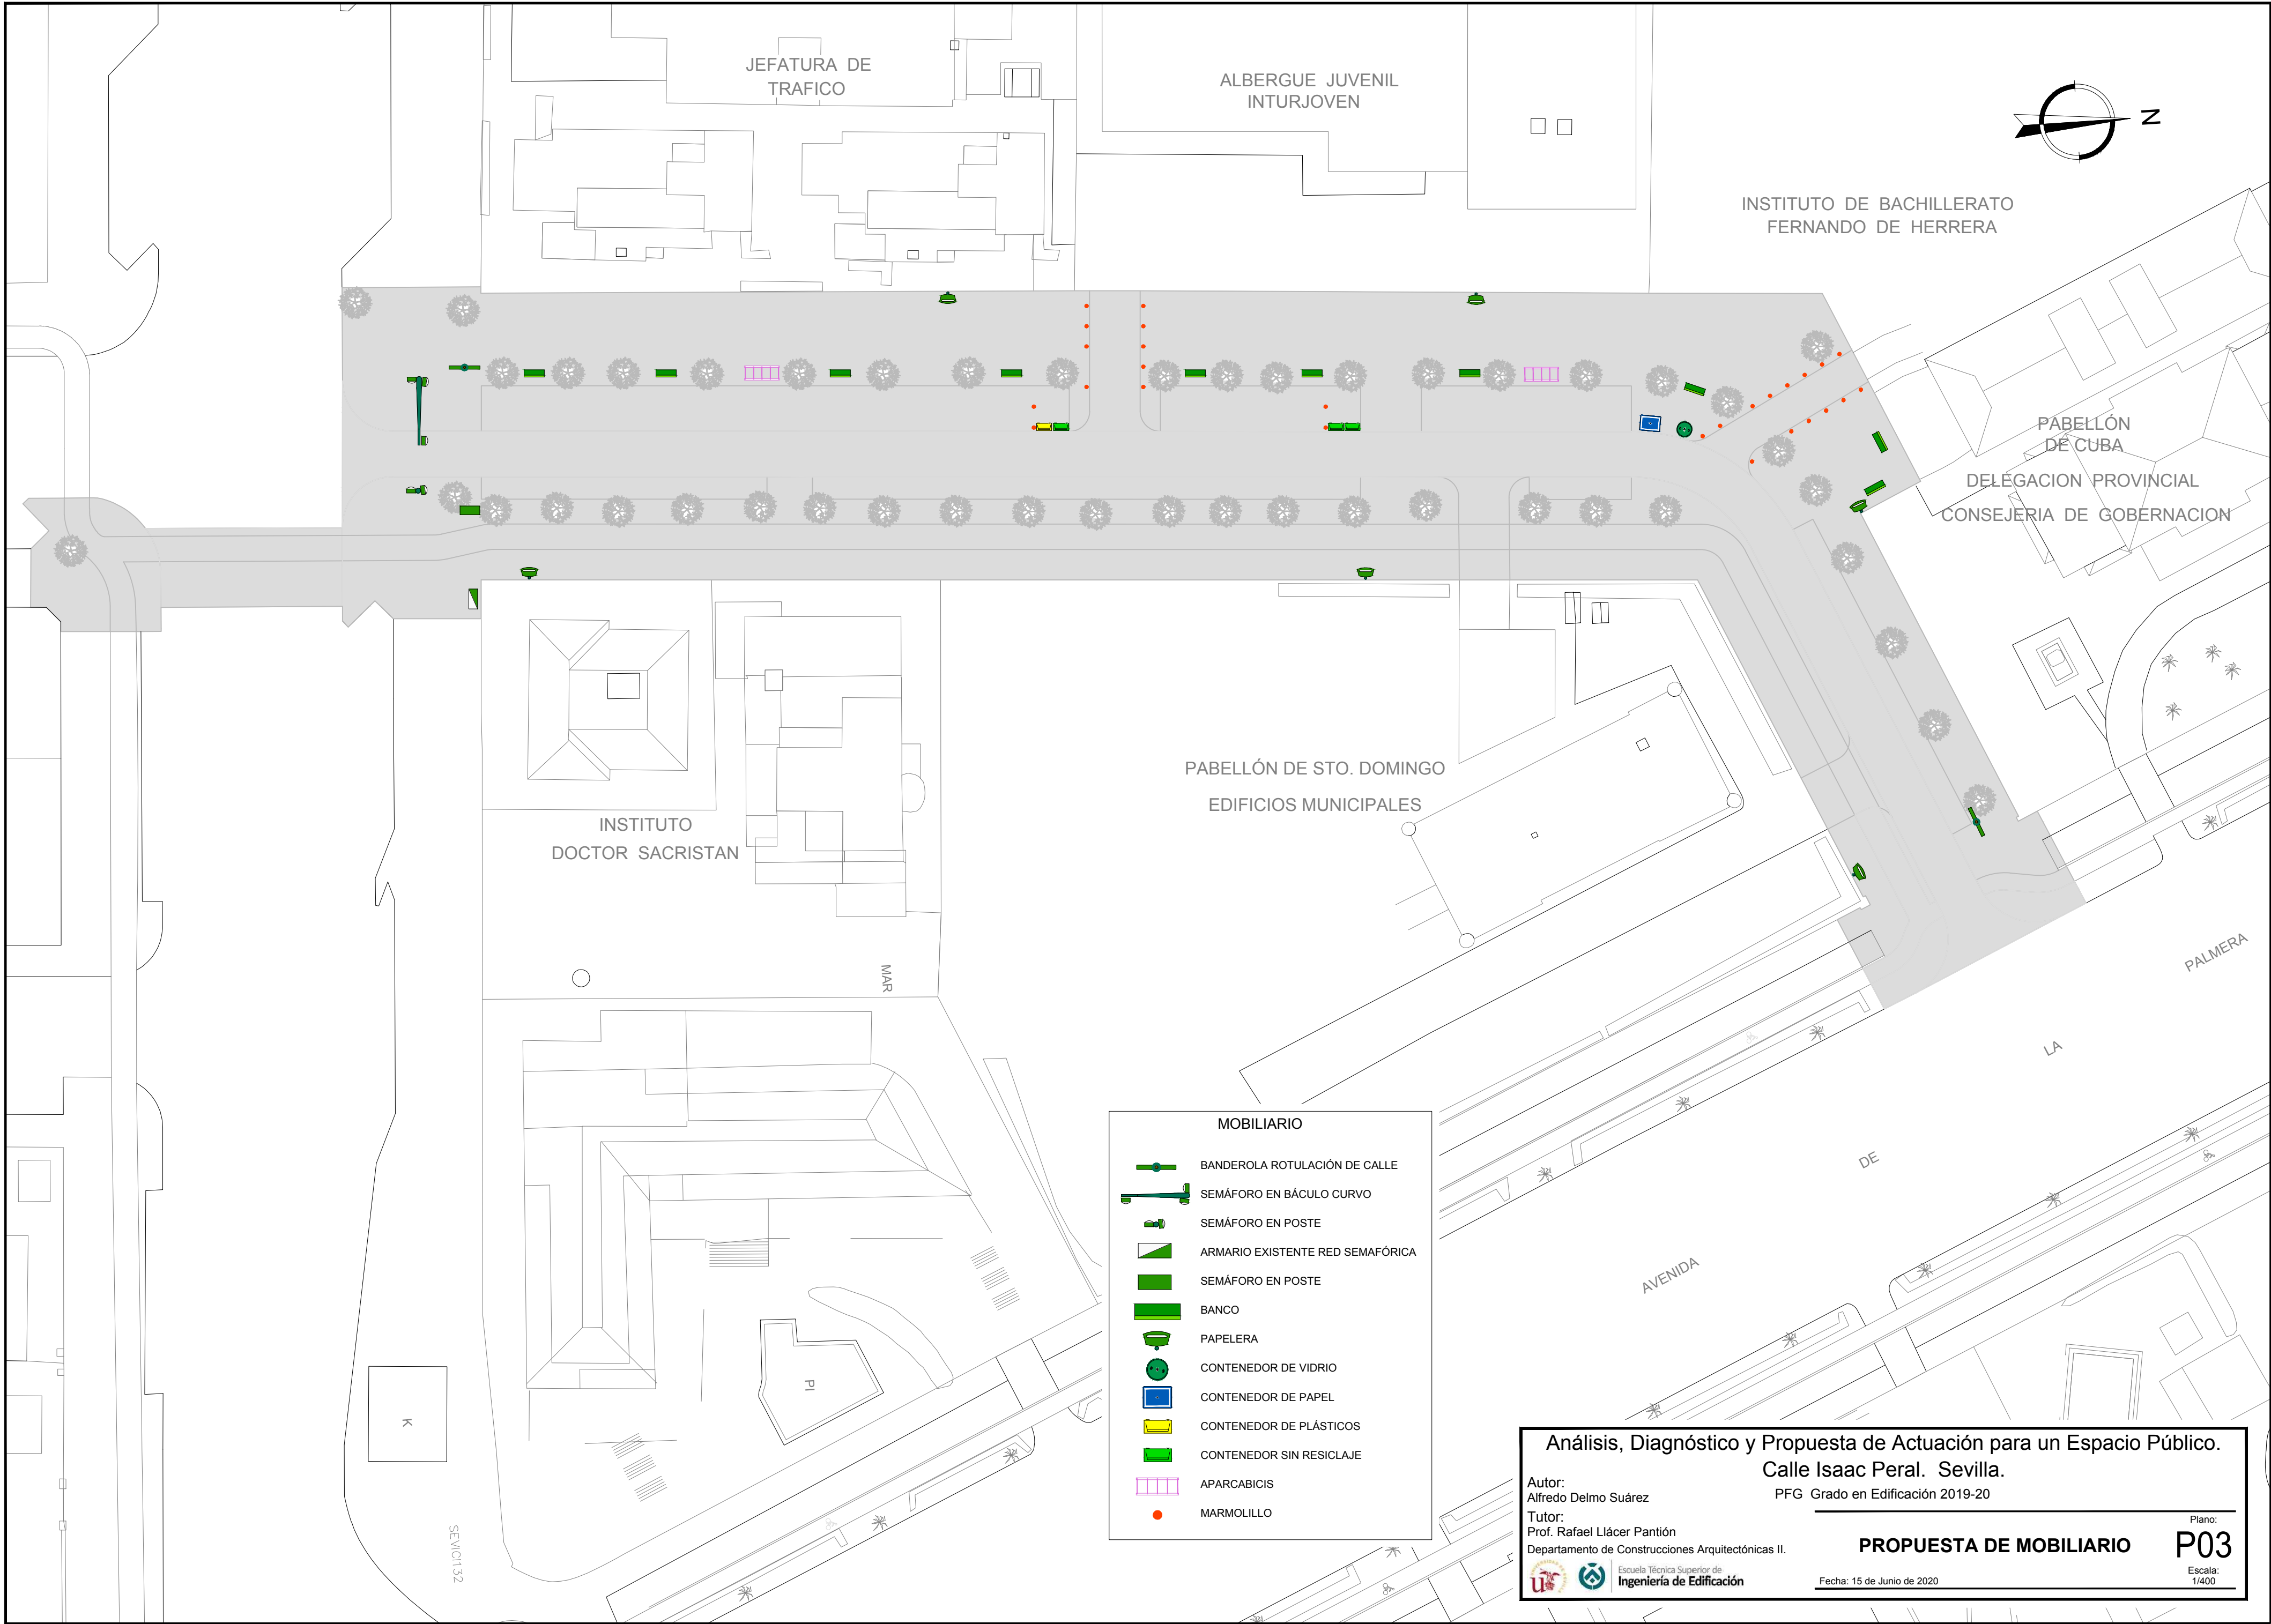 JEFATURA DE
TRAFICO
ALBERGUE JUVENIL
INTURJOVEN
N
INSTITUTO DE BACHILLERATO
FERNANDO DE HERRERA
PABELLÓN
DE CUBA
DELEGACION PROVINCIAL
CONSEJERIA DE GOBERNACION
PABELLÓN DE STO. DOMINGO
EDIFICIOS MUNICIPALES
INSTITUTO
DOCTOR SACRISTAN
MAR
PI
K
SEVICI132
AVENIDA
DE
LA
PALMERA
MOBILIARIO
BANDEROLA ROTULACIÓN DE CALLE
SEMÁFORO EN BÁCULO CURVO
SEMÁFORO EN POSTE
ARMARIO EXISTENTE RED SEMAFÓRICA
SEMÁFORO EN POSTE
BANCO
PAPELERA
CONTENEDOR DE VIDRIO
CONTENEDOR DE PAPEL
CONTENEDOR DE PLÁSTICOS
CONTENEDOR SIN RESICLAJE
APARCABICIS
MARMOLILLO
Análisis, Diagnóstico y Propuesta de Actuación para un Espacio Público.
Calle Isaac Peral. Sevilla.
Autor:
Alfredo Delmo Suárez
PFG Grado en Edificación 2019-20
Tutor:
Prof. Rafael Llácer Pantión
Departamento de Construcciones Arquitectónicas II.
Escuela Técnica Superior de
Ingeniería de Edificación
PROPUESTA DE MOBILIARIO
Fecha: 15 de Junio de 2020
Plano:
P03
Escala:
1/400